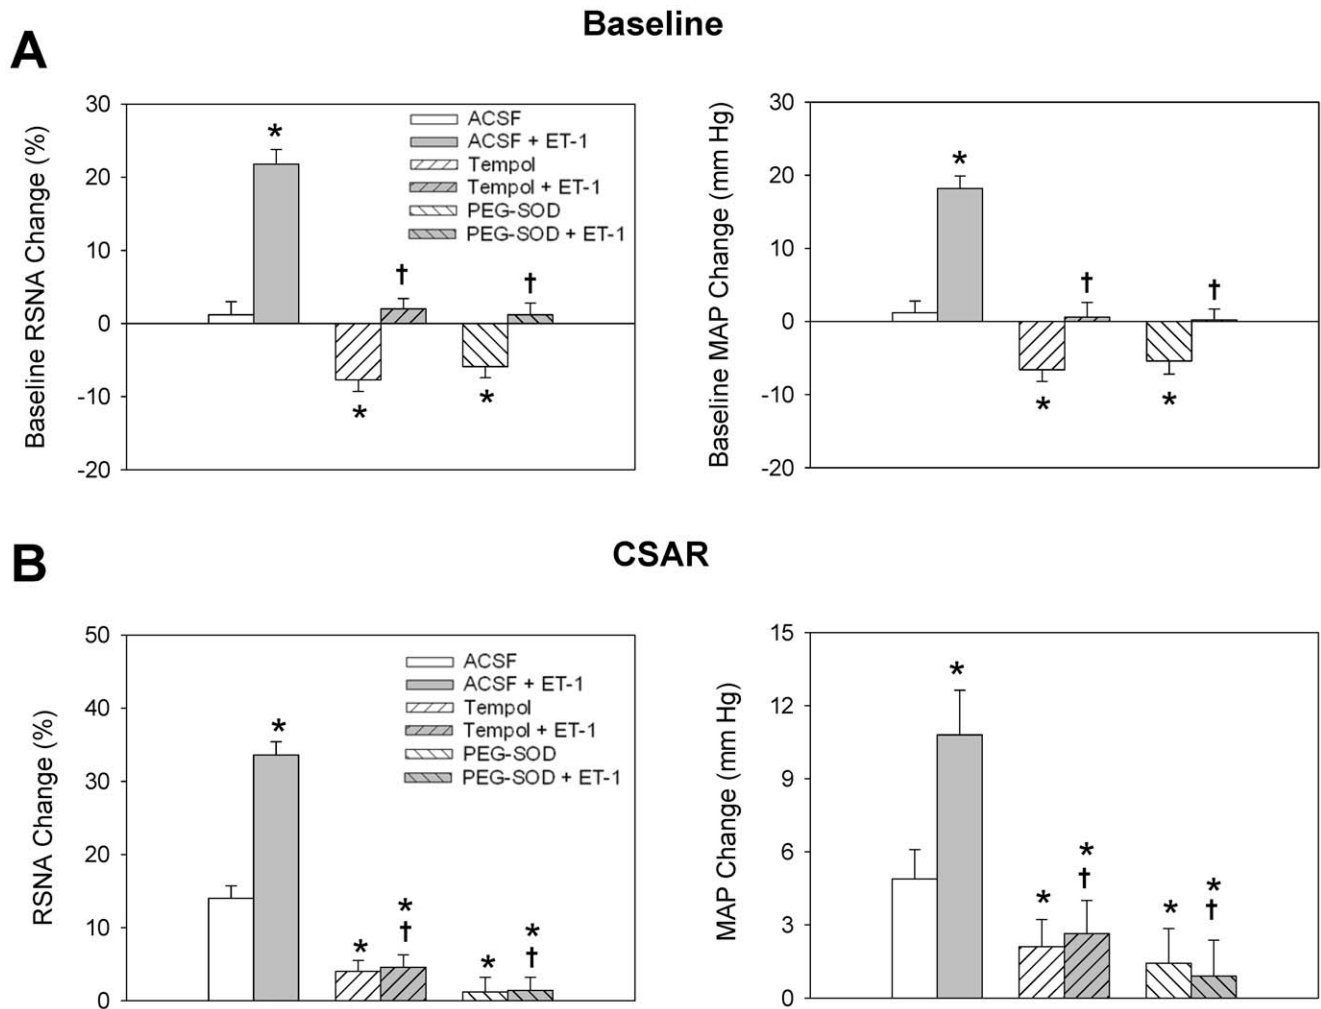 Baseline
A
Baseline RSNA Change (%)
30
20
10
0
-10
-20
ACSF
ACSF + ET-1
Tempol
Tempol + ET-1
PEG-SOD
PEG-SOD + ET-1
*
†
†
*
*
Baseline MAP Change (mm Hg)
30
20
10
0
-10
-20
*
†
†
*
*
B
CSAR
RSNA Change (%)
50
40
30
20
10
0
ACSF
ACSF + ET-1
Tempol
Tempol + ET-1
PEG-SOD
PEG-SOD + ET-1
*
*
*
†
*
*
†
MAP Change (mm Hg)
15
12
9
6
3
0
*
*
*
†
*
*
†